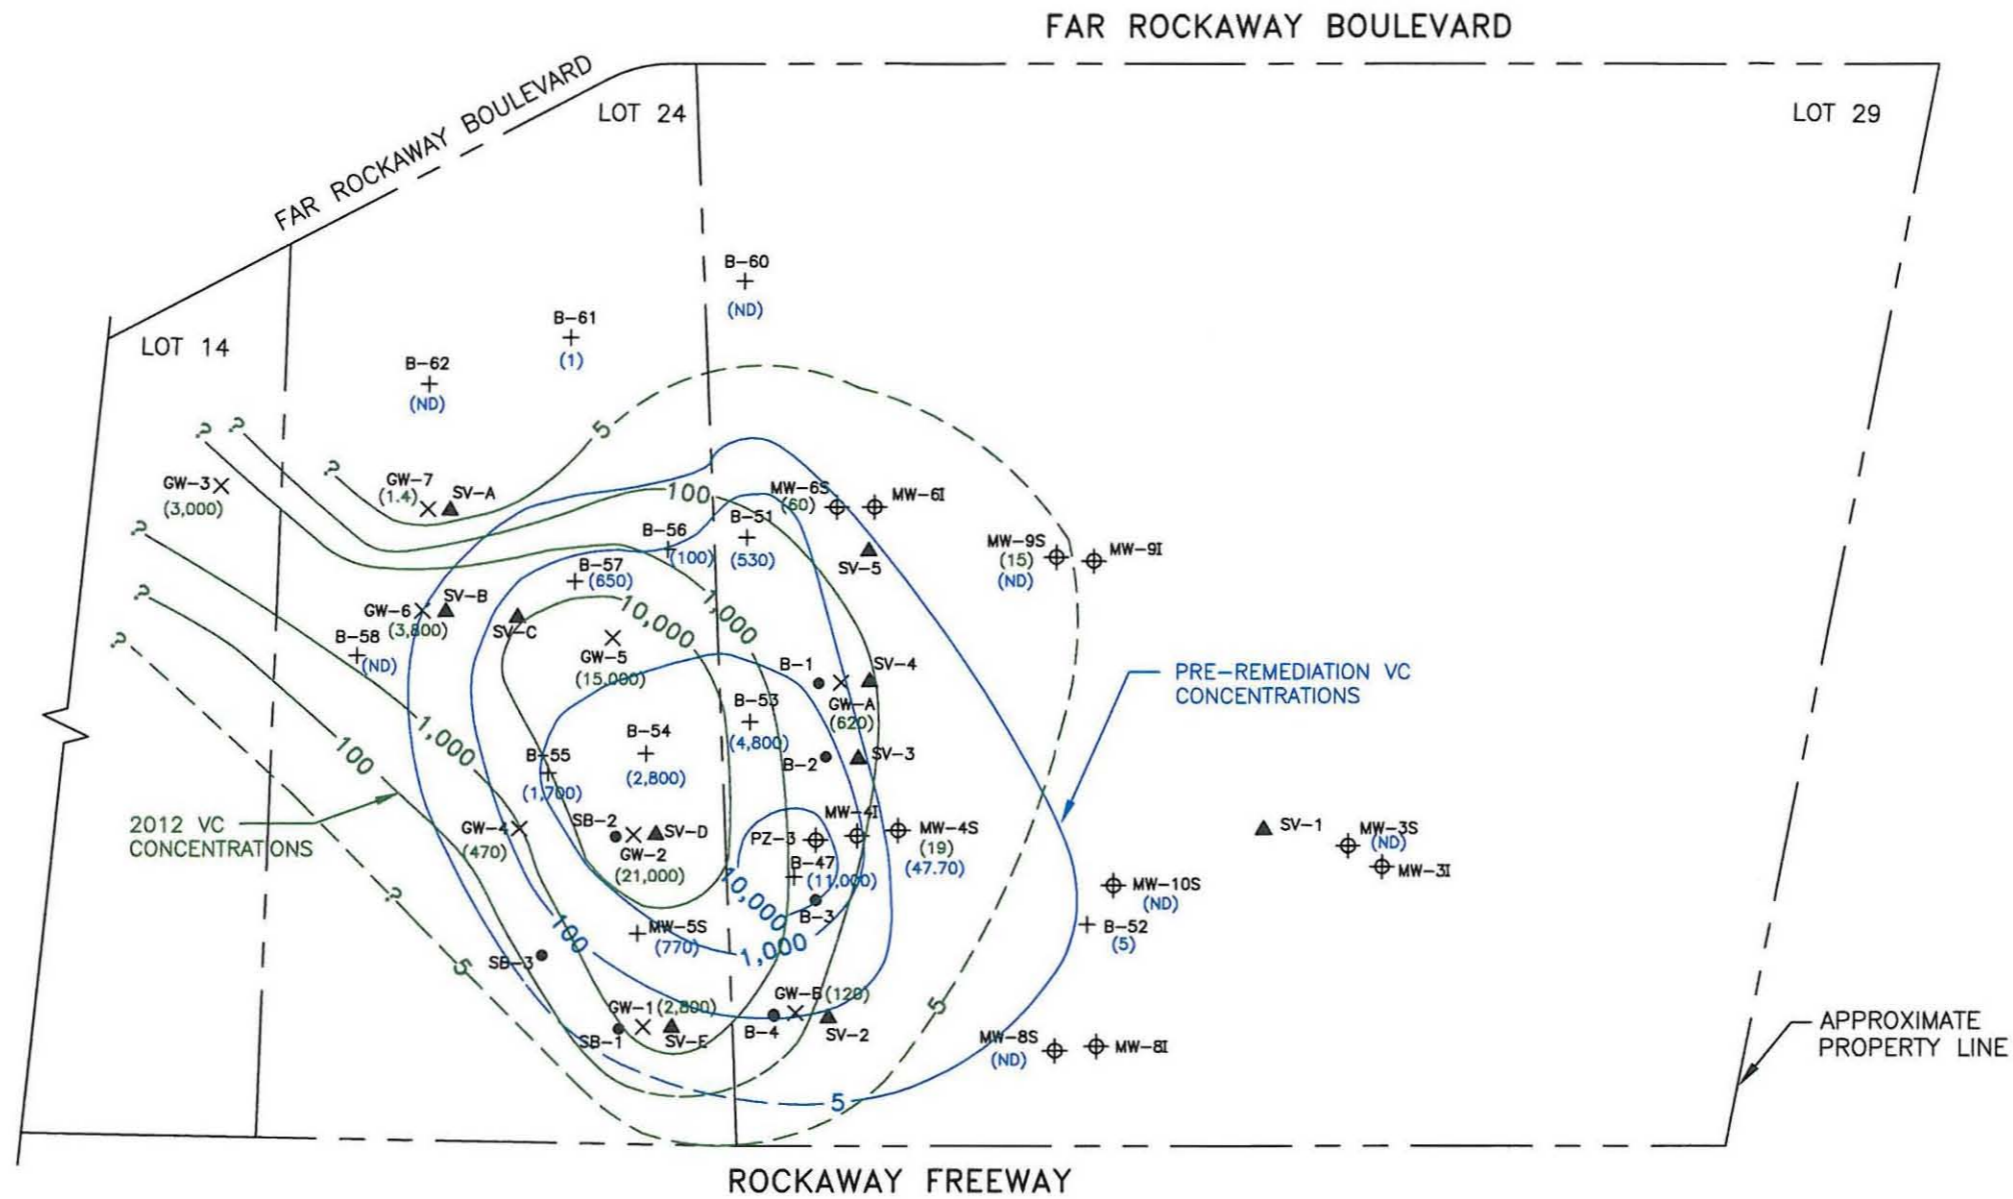 FAR ROCKAWAY BOULEVARD
FAR ROCKAWAY BOULEVARD
LOT 24
LOT 29
LOT 14
B-60
(ND)
B-61
(1)
B-62
(ND)
5
?
?
?
GW-7
(1.4)
SV-A
GW-3
(3,000)
100
MW-6S
(60)
MW-6I
B-51
(530)
B-56
(100)
SV-5
MW-9S
(15)
(ND)
MW-9I
?
B-57
(650)
10,000
1,000
?
GW-6
(3,800)
SV-B
SV-C
B-58
(ND)
?
GW-5
(15,000)
B-1
SV-4
GW-A
(620)
PRE-REMEDIATION VC
CONCENTRATIONS
B-53
(4,800)
1,000
B-54
(2,800)
100
B-55
(1,700)
B-2
SV-3
2012 VC
CONCENTRATIONS
GW-4
(470)
SB-2
SV-D
GW-2
(21,000)
PZ-3
MW-4I
MW-4S
(19)
(47.70)
SV-1
MW-3S
(ND)
MW-3I
B-47
(11,000)
10,000
B-3
?
MW-10S
(ND)
B-52
(5)
MW-5S
(770)
100
1,000
SB-3
5
GW-1
(2,800)
SB-1
SV-E
GW-B
(120)
B-4
SV-2
5
MW-8S
(ND)
MW-8I
5
APPROXIMATE
PROPERTY LINE
ROCKAWAY FREEWAY